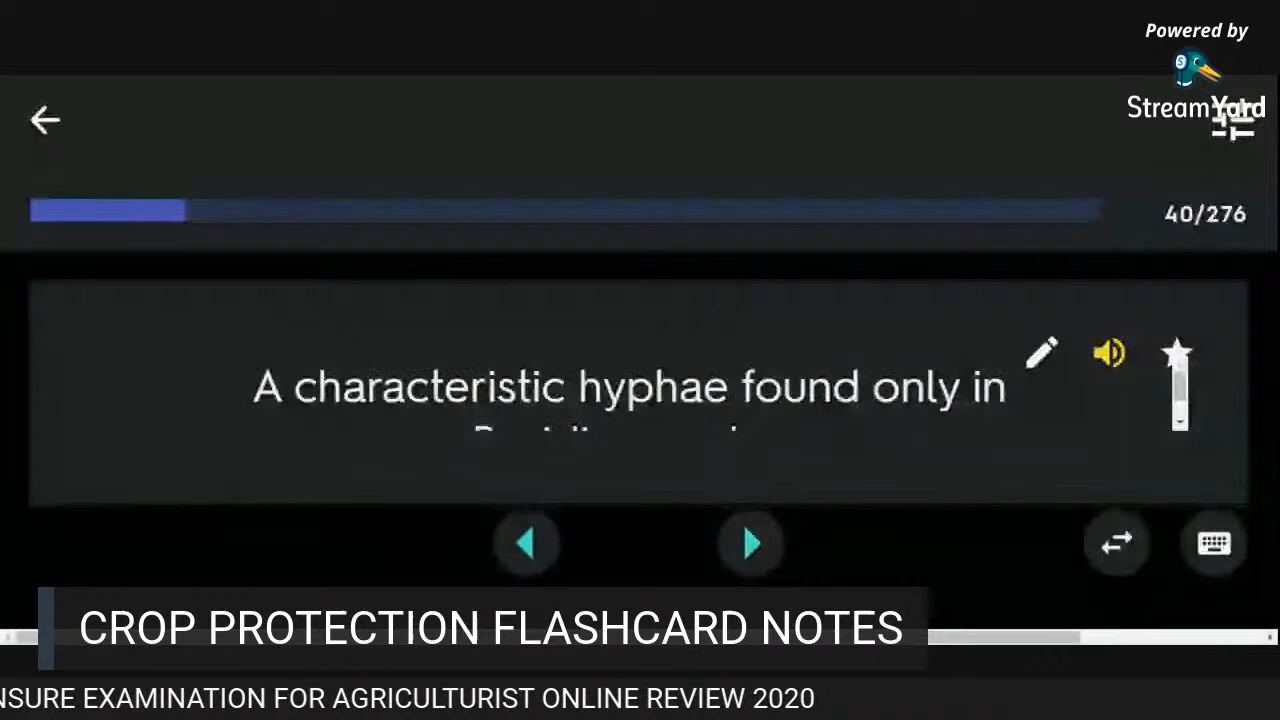 Powered by
StreamYard
40/276
A characteristic hyphae found only in
CROP PROTECTION FLASHCARD NOTES
NSURE EXAMINATION FOR AGRICULTURIST ONLINE REVIEW 2020